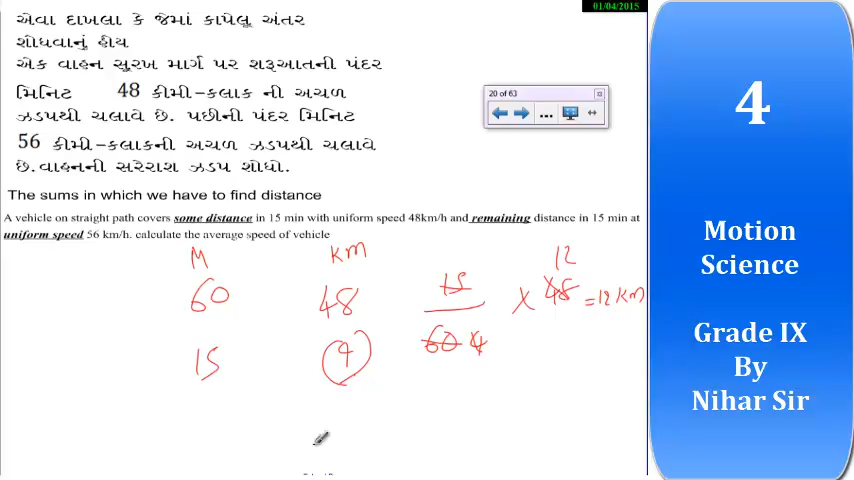 01/04/2015
એવા દાખલા કે જેમાં કાપેલૂ અંતર
શોધવાનું હીય
એક વાહન સુરખ માર્ગ પર શરૂઆતની પંદર
મિનિટ 48 કીમી-કલાક ની અચળ
ઝડપથી ચલાવે છે. પછીની પંદર મિનિટ
56 કીમી-કલાકની અચળ ઝડપથી ચલાવે
છે.વાહનની સરેરાશ ઝડપ શોધો.
20 of 63
The sums in which we have to find distance
A vehicle on straight path covers some distance in 15 min with uniform speed 48km/h and remaining distance in 15 min at
uniform speed 56 km/h. calculate the average speed of vehicle
M KM 12
60 48 15 x 48 =12 KM
60 4
15
4
Motion
Science
Grade IX
By
Nihar Sir